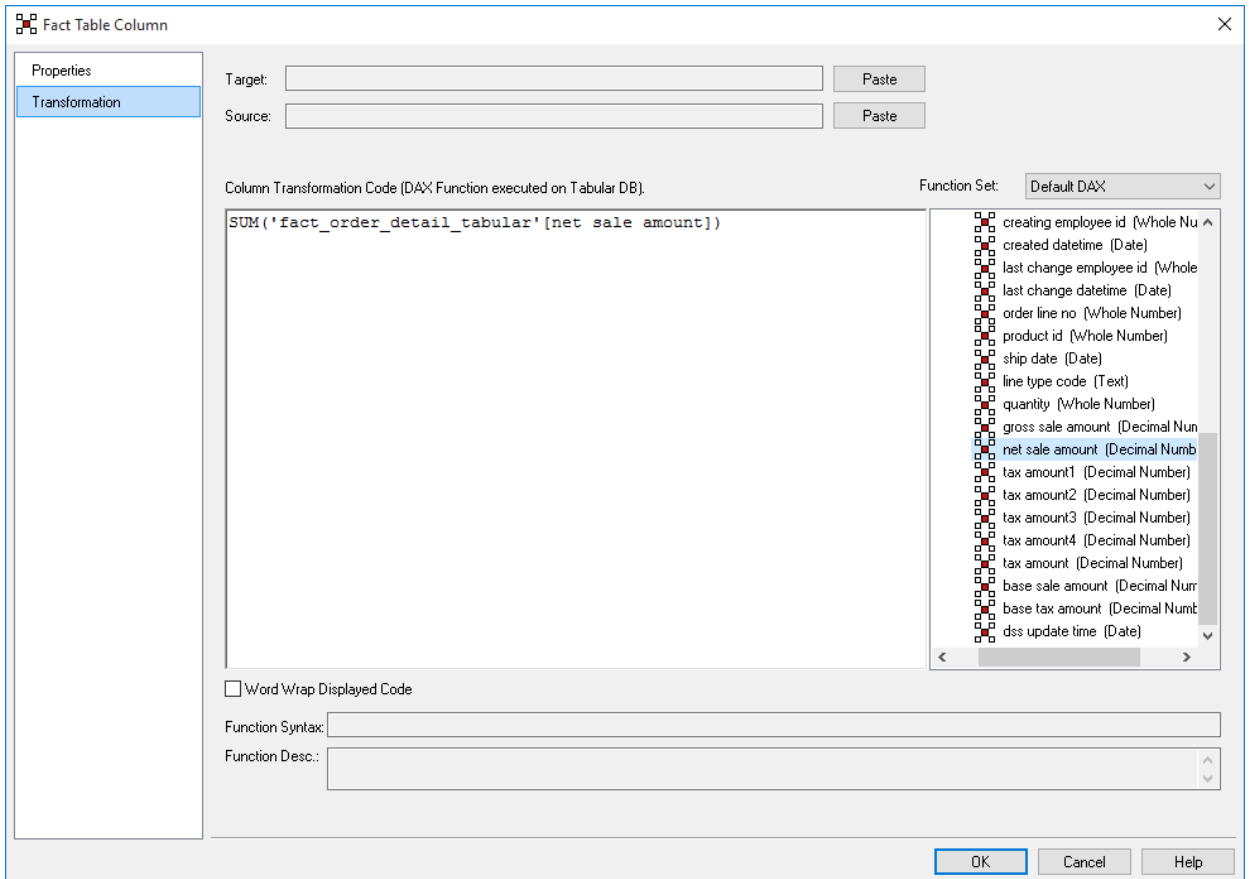 Fact Table Column
Properties
Transformation
Target:
Paste
Source:
Paste
Column Transformation Code (DAX Function executed on Tabular DB).
Function Set:
Default DAX
SUM('fact_order_detail_tabular'[net sale amount])
creating employee id (Whole Nu
created datetime (Date)
last change employee id (Whole
last change datetime (Date)
order line no (Whole Number)
product id (Whole Number)
ship date (Date)
line type code (Text)
quantity (Whole Number)
gross sale amount (Decimal Nun
net sale amount (Decimal Numb
tax amount1 (Decimal Number)
tax amount2 (Decimal Number)
tax amount3 (Decimal Number)
tax amount4 (Decimal Number)
tax amount (Decimal Number)
base sale amount (Decimal Num
base tax amount (Decimal Numb
dss update time (Date)
Word Wrap Displayed Code
Function Syntax:
Function Desc.:
OK
Cancel
Help